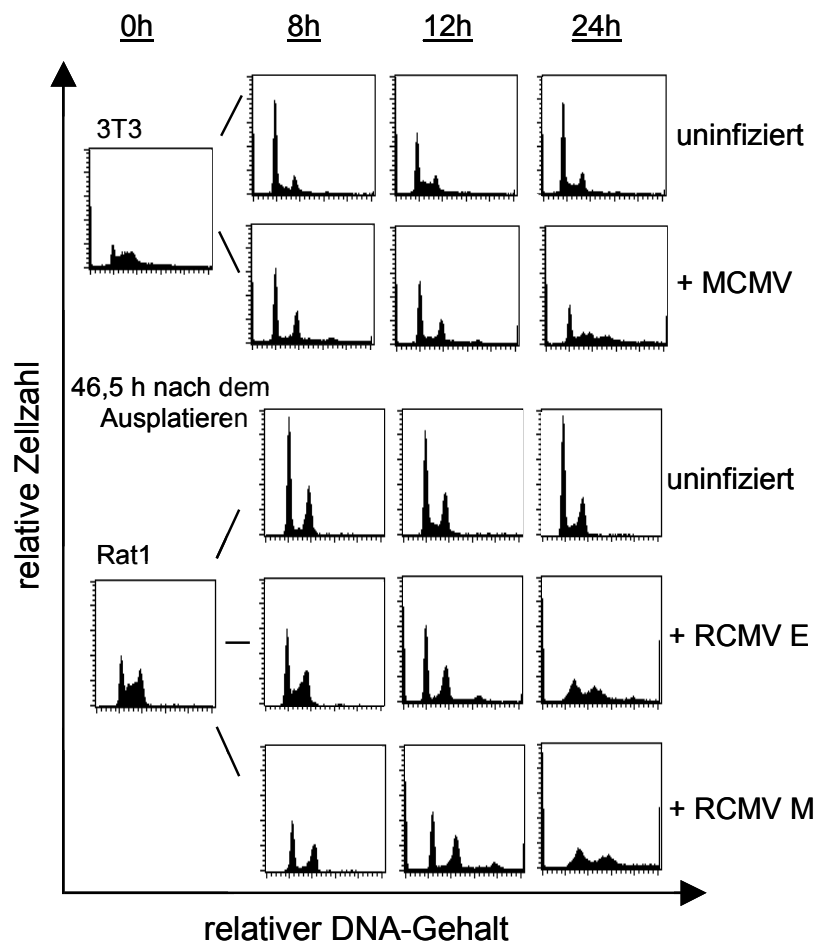 0h 8h 12h 24h
3T3
uninfiziert
+ MCMV
46,5 h nach dem
Ausplatieren
uninfiziert
Rat1
+ RCMV E
+ RCMV M
relative Zellzahl
relativer DNA-Gehalt